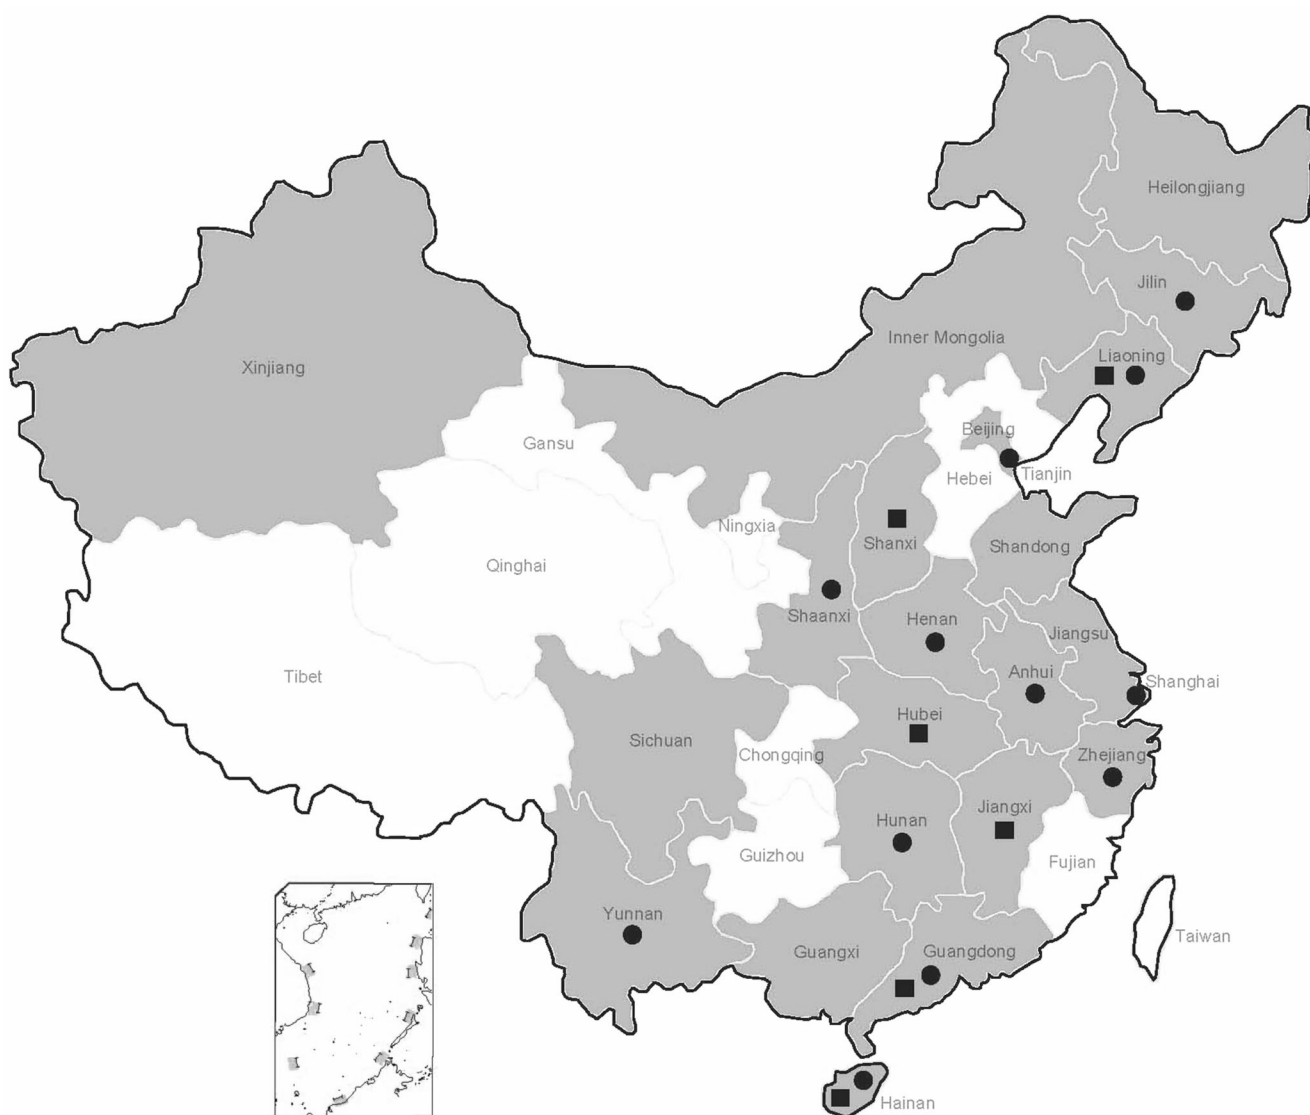 Heilongjiang
Jilin
Inner Mongolia
Liaoning
Xinjiang
Beijing
Gansu
Tianjin
Hebei
Ningxia
Shanxi
Shandong
Qinghai
Shaanxi
Henan
Jiangsu
Tibet
Anhui
Shanghai
Hubei
Sichuan
Chongqing
Zhejiang
Jiangxi
Hunan
Guizhou
Fujian
Yunnan
Taiwan
Guangxi
Guangdong
Hainan